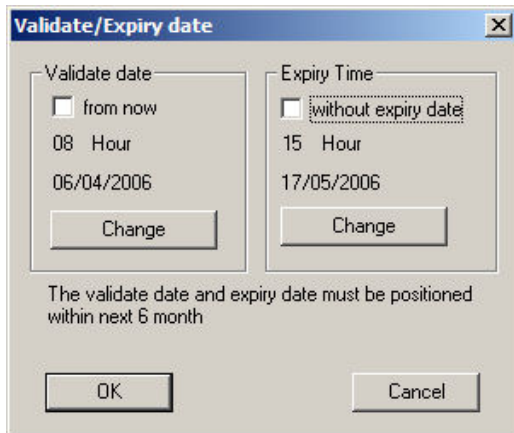 Validate/Expiry date
Validate date
from now
08 Hour
06/04/2006
Change
Expiry Time
without expiry date
15 Hour
17/05/2006
Change
The validate date and expiry date must be positioned
within next 6 month
OK
Cancel